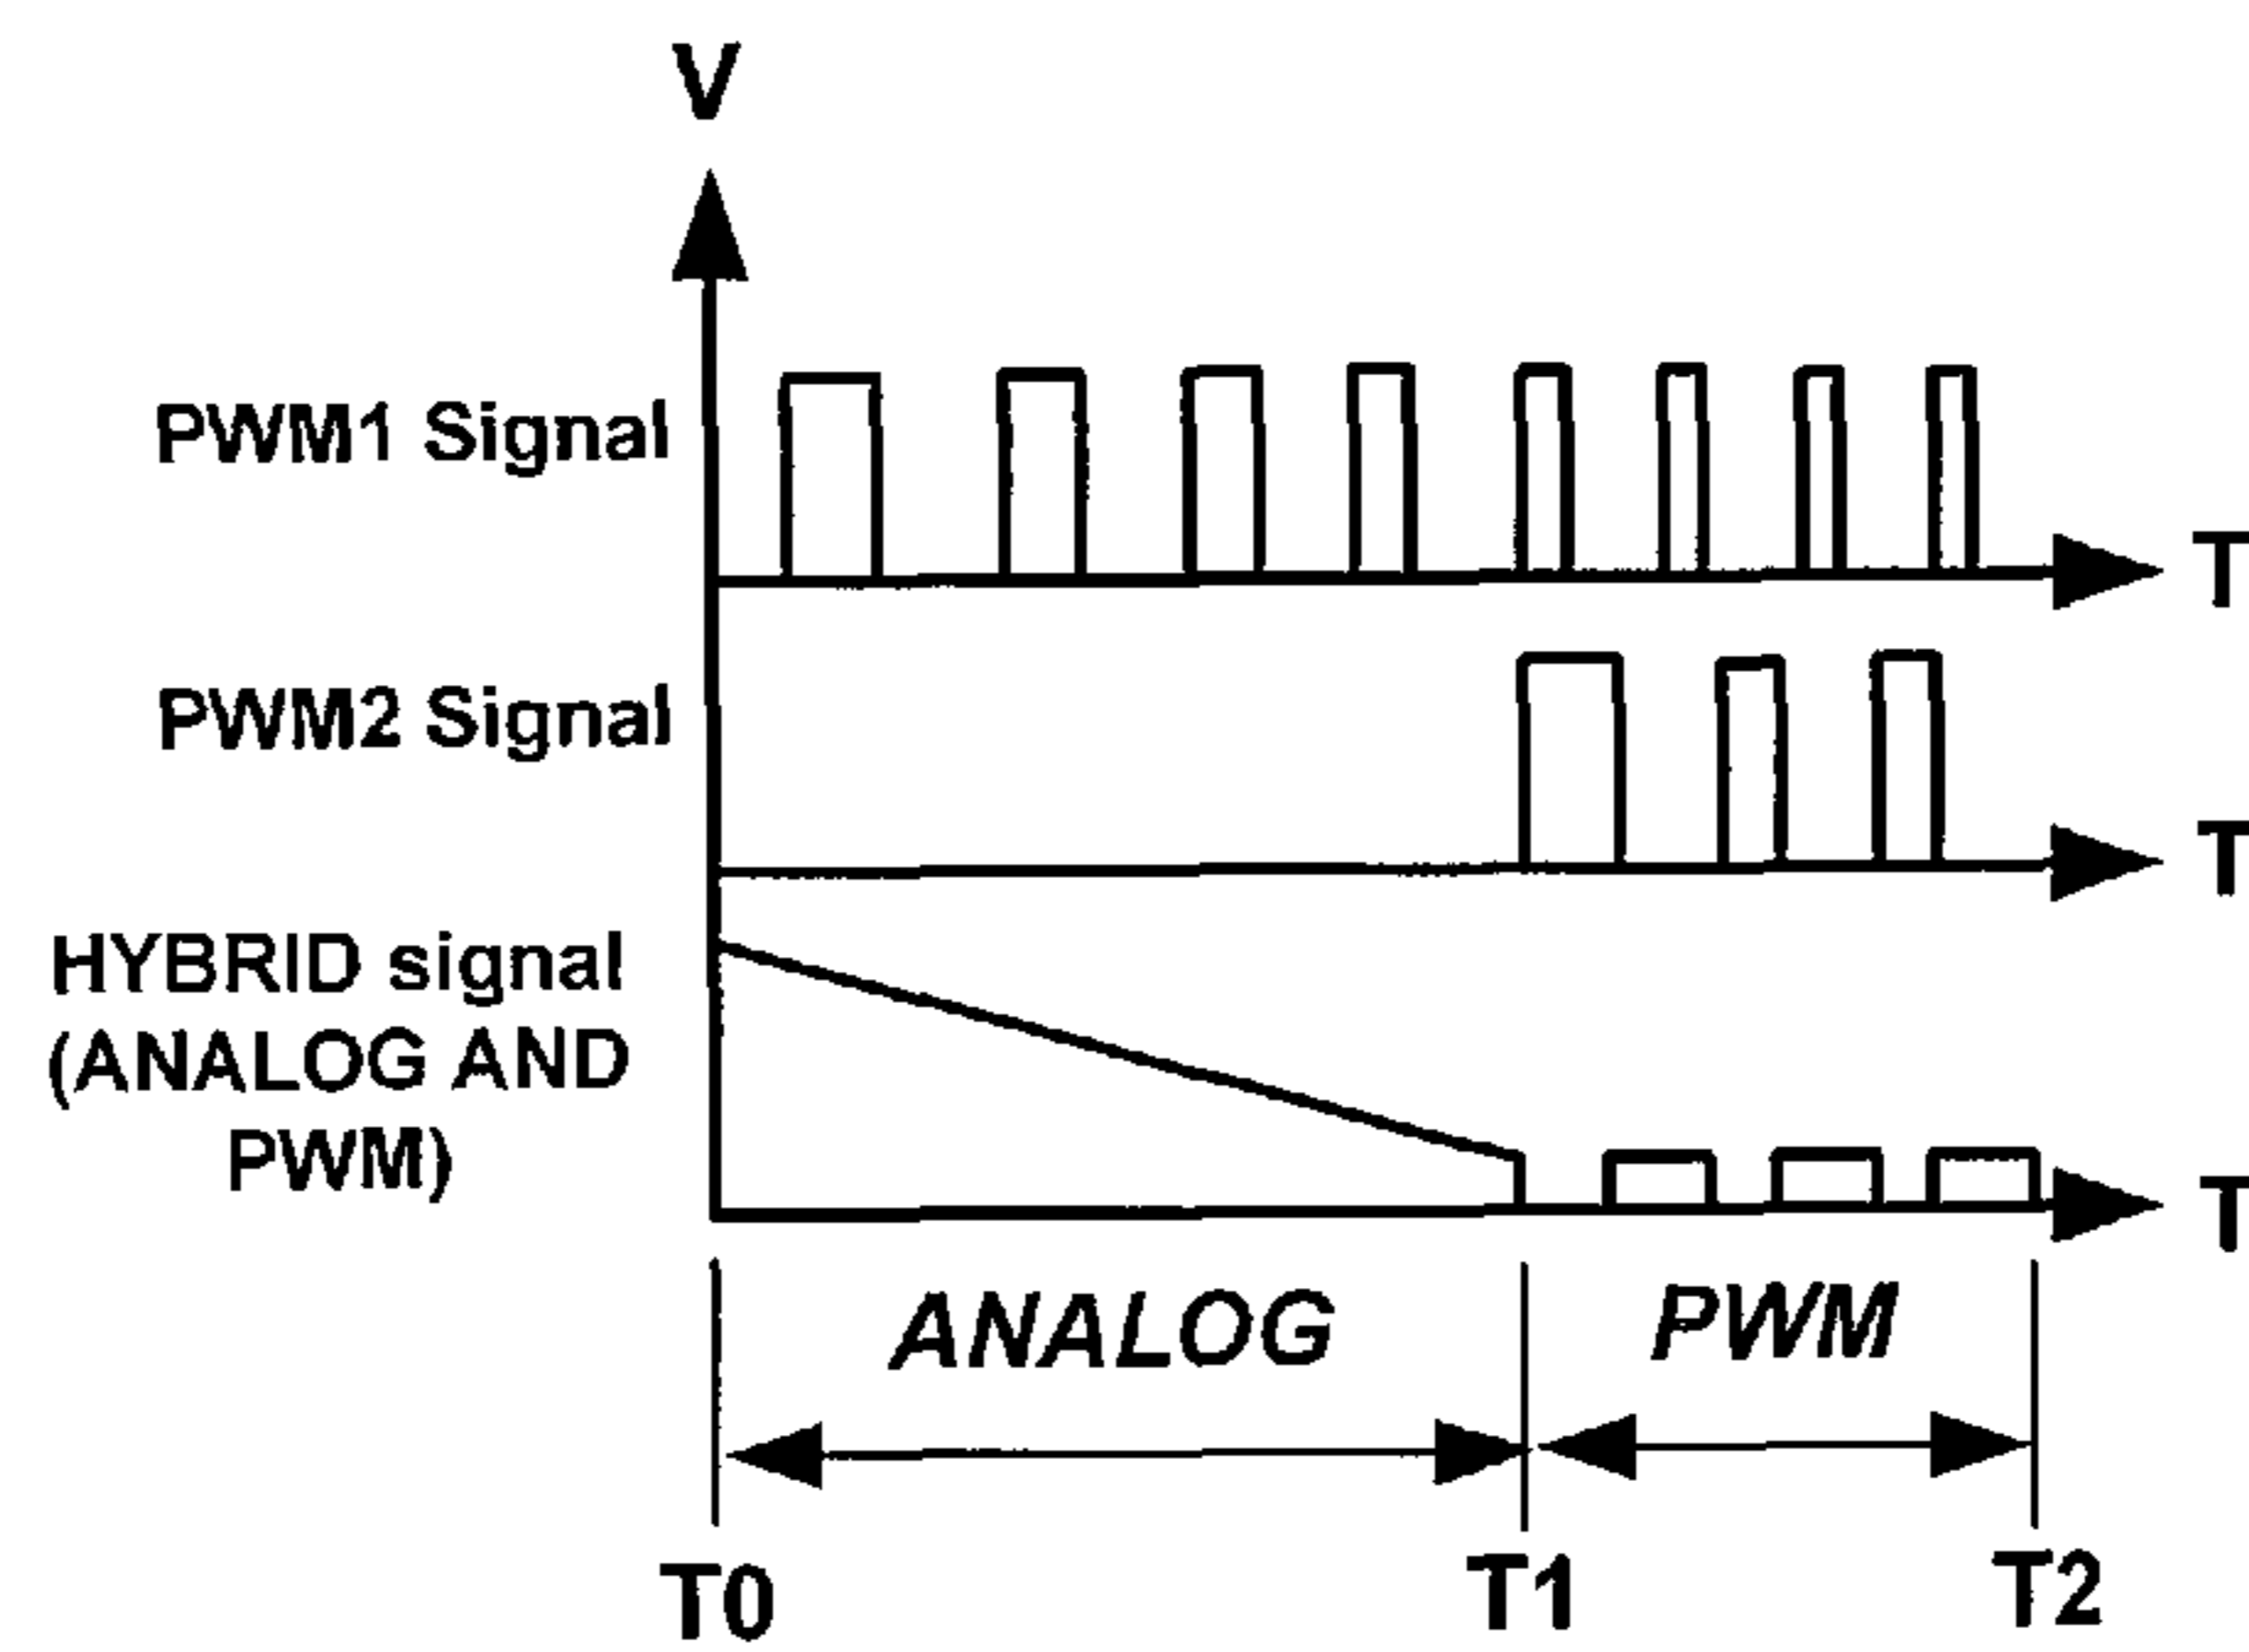 V
PWM1 Signal
T
PWM2 Signal
T
HYBRID signal
(ANALOG AND
PWM)
T
ANALOG
PWM
T0
T1
T2